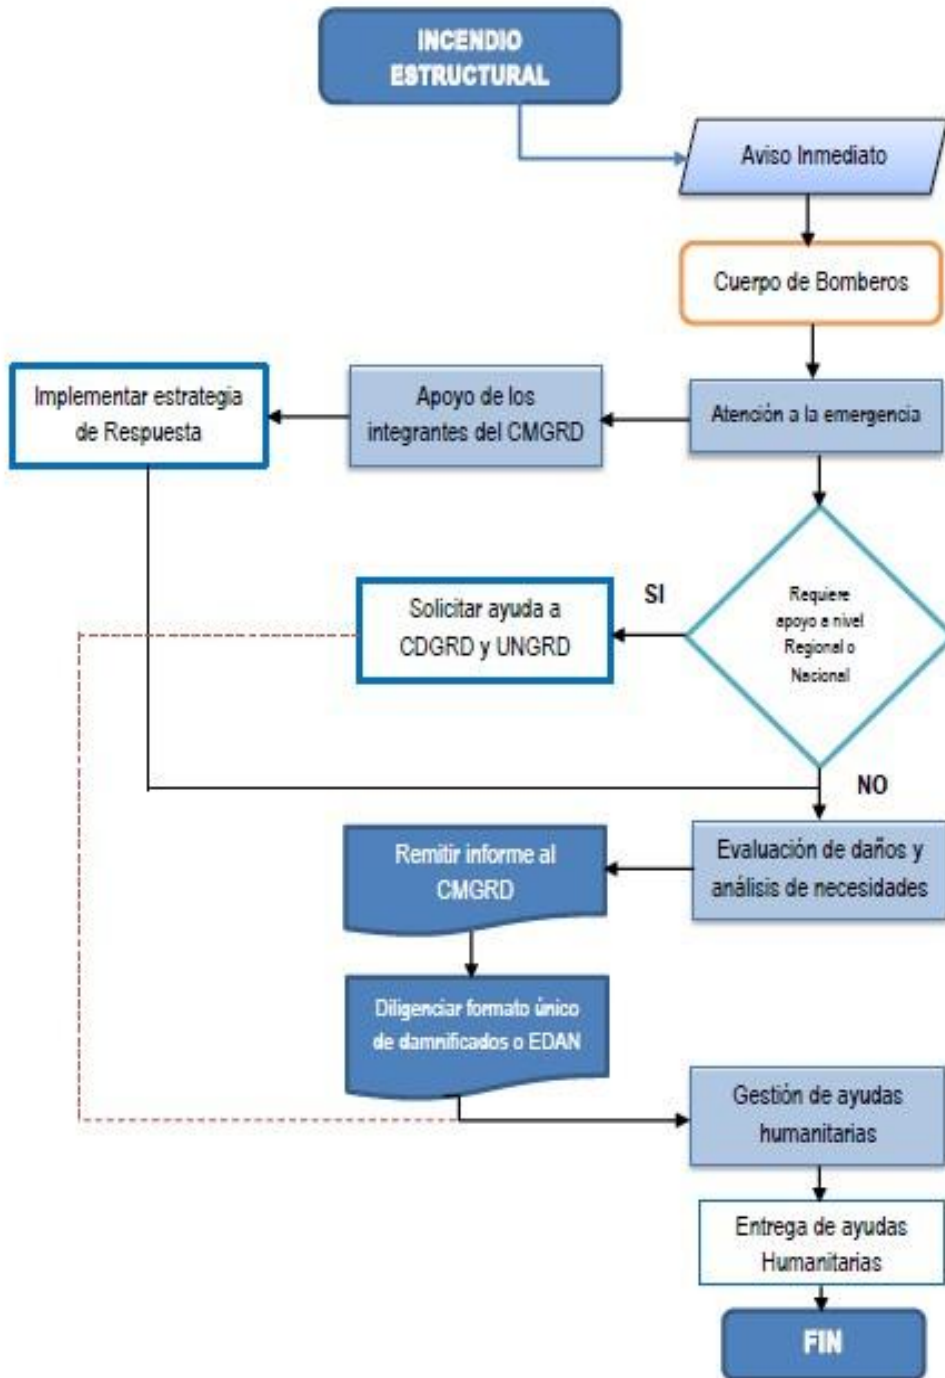 INCENDIO
ESTRUCTURAL
Aviso Inmediato
Cuerpo de Bomberos
Atención a la emergencia
Apoyo de los
integrantes del CMGRD
Implementar estrategia
de Respuesta
Requiere
apoyo a nivel
Regional o
Nacional
SI
Solicitar ayuda a
CDGRD y UNGRD
NO
Evaluación de daños y
análisis de necesidades
Remitir informe al
CMGRD
Diligenciar formato único
de damnificados o EDAN
Gestión de ayudas
humanitarias
Entrega de ayudas
Humanitarias
FIN